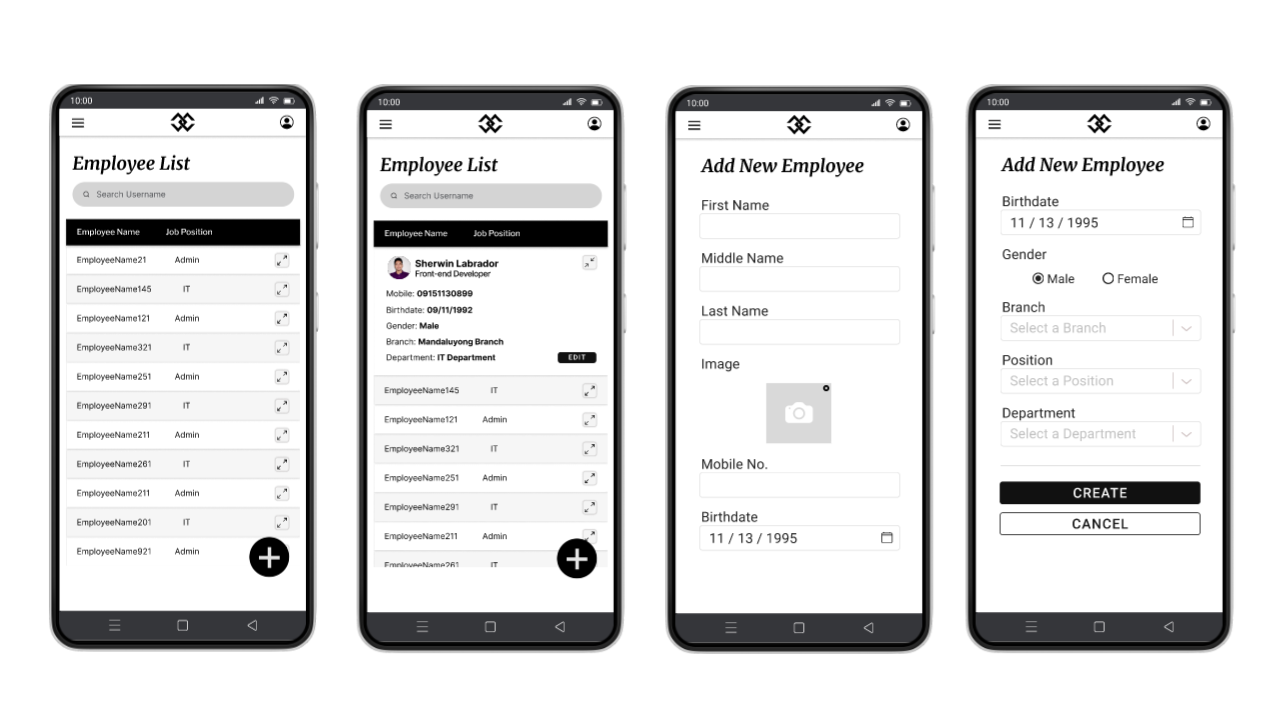 10:00
Employee List
Search Username
Employee Name Job Position
EmployeeName21 Admin
EmployeeName145 IT
EmployeeName121 Admin
EmployeeName321 IT
EmployeeName251 Admin
EmployeeName291 IT
EmployeeName211 Admin
EmployeeName261 IT
EmployeeName211 Admin
EmployeeName201 IT
EmployeeName921 Admin
10:00
Employee List
Search Username
Employee Name Job Position
Sherwin Labrador
Front-end Developer
Mobile: 09151130899
Birthdate: 09/11/1992
Gender: Male
Branch: Mandaluyong Branch
Department: IT Department EDIT
EmployeeName145 IT
EmployeeName121 Admin
EmployeeName321 IT
EmployeeName251 Admin
EmployeeName291 IT
EmployeeName211 Admin
EmployeeName261 IT
10:00
Add New Employee
First Name
Middle Name
Last Name
Image
Mobile No.
Birthdate
11 / 13 / 1995
10:00
Add New Employee
Birthdate
11 / 13 / 1995
Gender
Male Female
Branch
Select a Branch
Position
Select a Position
Department
Select a Department
CREATE
CANCEL